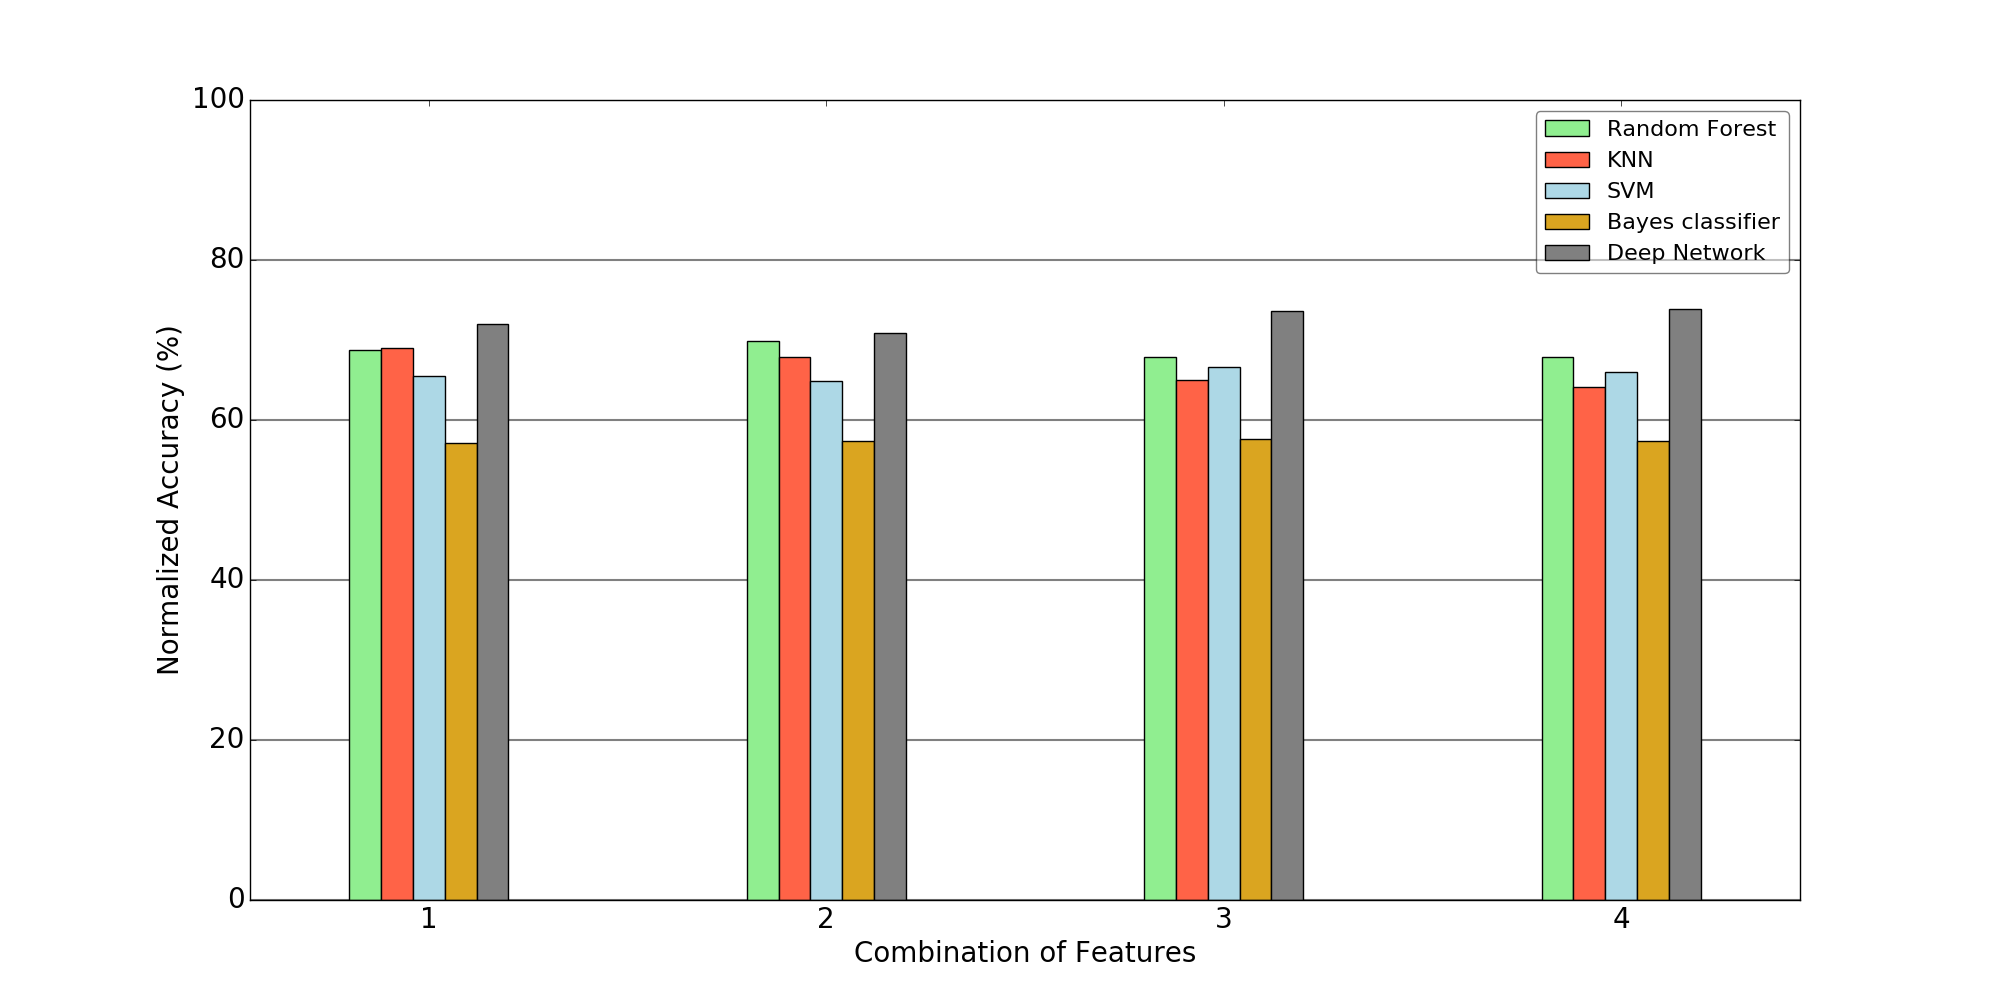 100
80
60
40
20
0
Normalized Accuracy (%)
Random Forest
KNN
SVM
Bayes classifier
Deep Network
1 2 3 4
Combination of Features